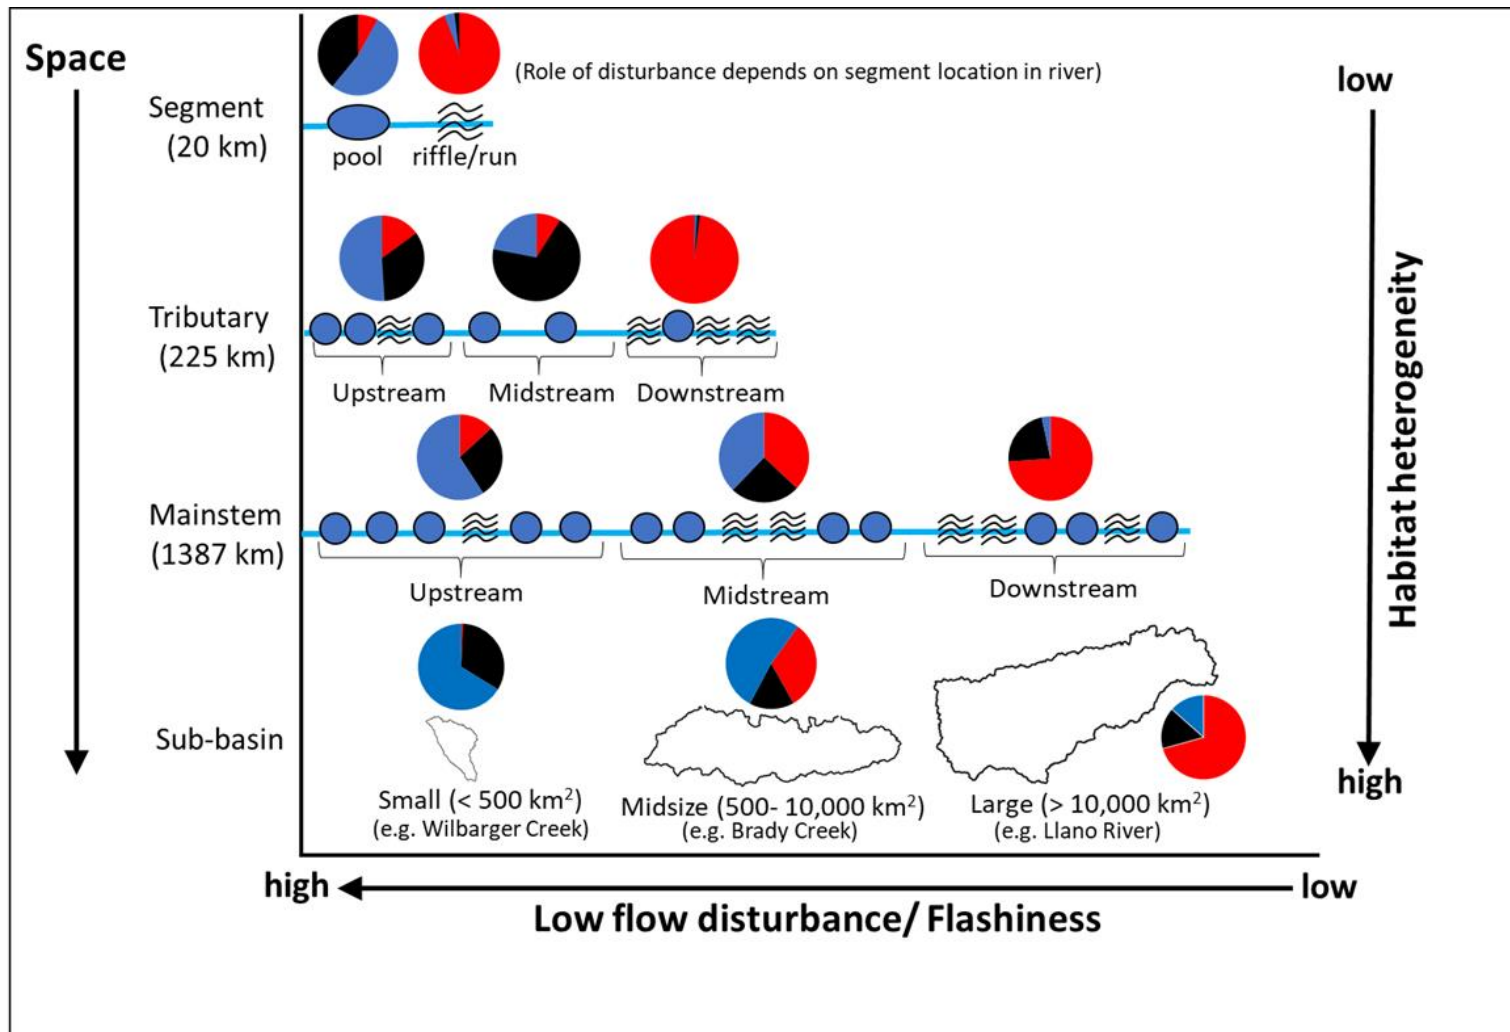 Space
Segment
(20 km)
(Role of disturbance depends on segment location in river)
pool
riffle/run
Tributary
(225 km)
Upstream
Midstream
Downstream
Mainstem
(1387 km)
Upstream
Midstream
Downstream
Sub-basin
Small (< 500 km²)
(e.g. Wilbarger Creek)
Midsize (500- 10,000 km²)
(e.g. Brady Creek)
Large (> 10,000 km²)
(e.g. Llano River)
low
Habitat heterogeneity
high
high
low
Low flow disturbance/ Flashiness